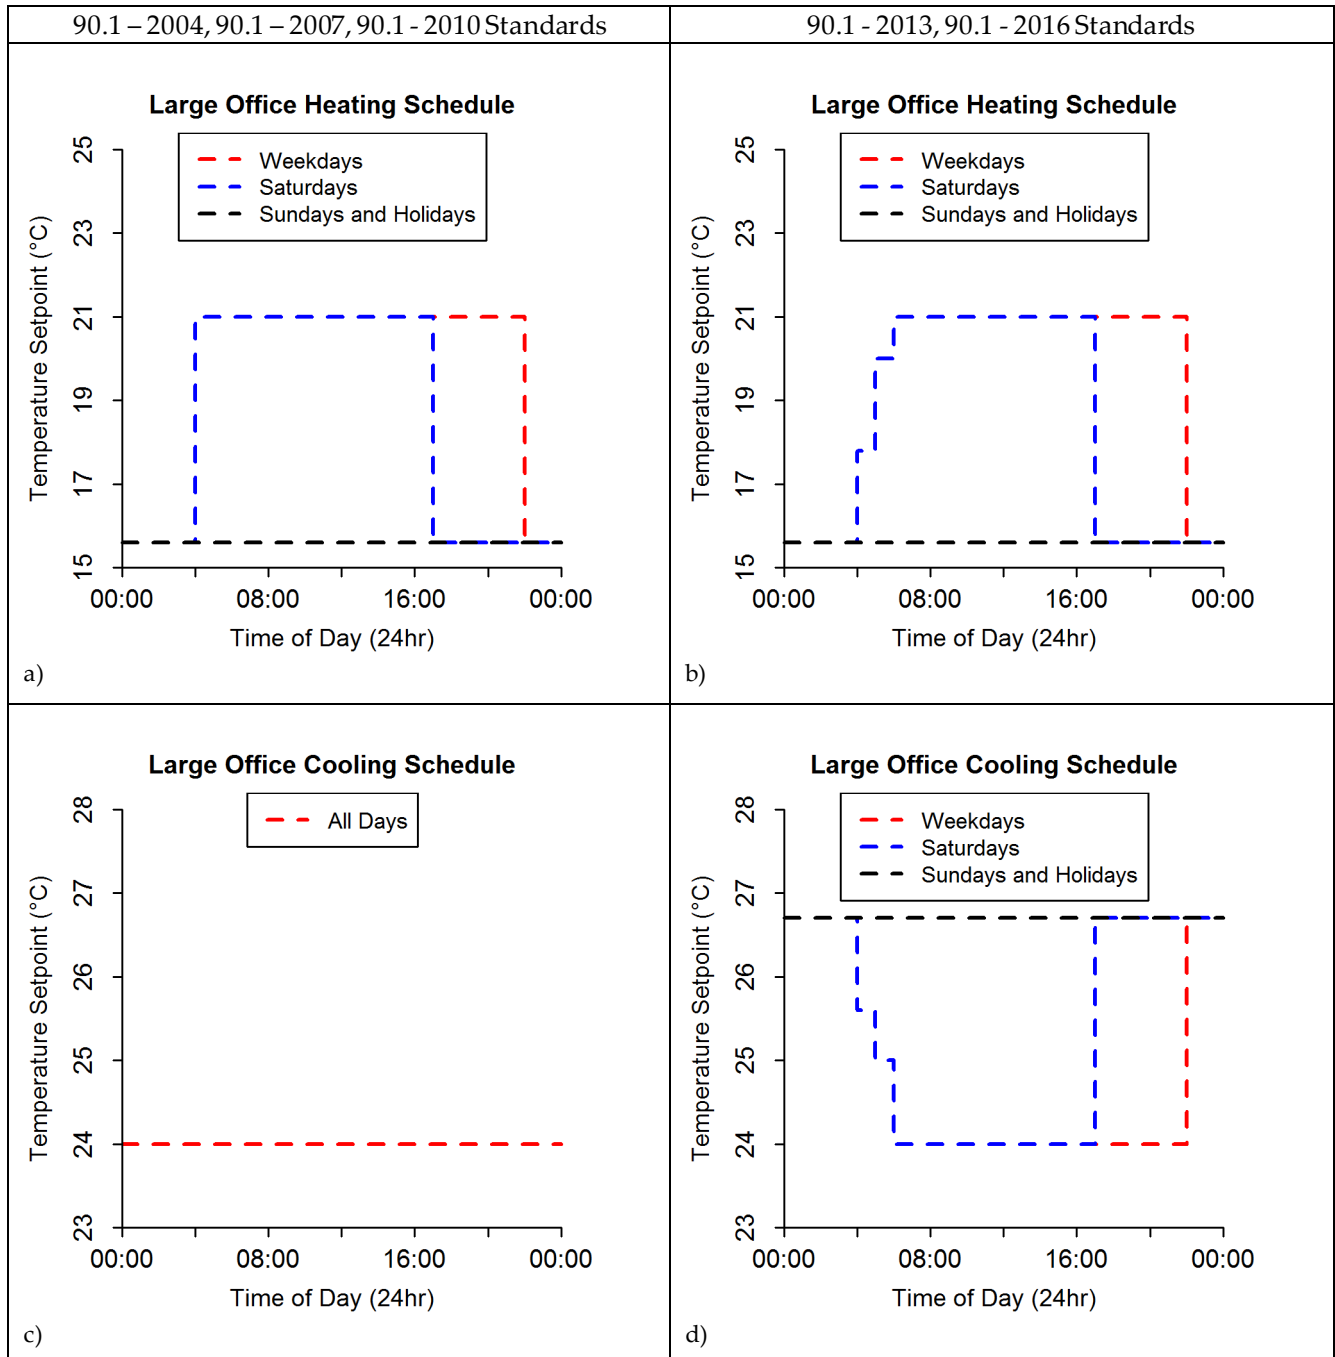 90.1 – 2004, 90.1 – 2007, 90.1 - 2010 Standards
90.1 - 2013, 90.1 - 2016 Standards
Large Office Heating Schedule
Weekdays
Saturdays
Sundays and Holidays
Temperature Setpoint (°C)
25
23
21
19
17
15
00:00 08:00 16:00 00:00
Time of Day (24hr)
a)
Large Office Heating Schedule
Weekdays
Saturdays
Sundays and Holidays
Temperature Setpoint (°C)
25
23
21
19
17
15
00:00 08:00 16:00 00:00
Time of Day (24hr)
b)
Large Office Cooling Schedule
All Days
Temperature Setpoint (°C)
28
27
26
25
24
23
00:00 08:00 16:00 00:00
Time of Day (24hr)
c)
Large Office Cooling Schedule
Weekdays
Saturdays
Sundays and Holidays
Temperature Setpoint (°C)
28
27
26
25
24
23
00:00 08:00 16:00 00:00
Time of Day (24hr)
d)